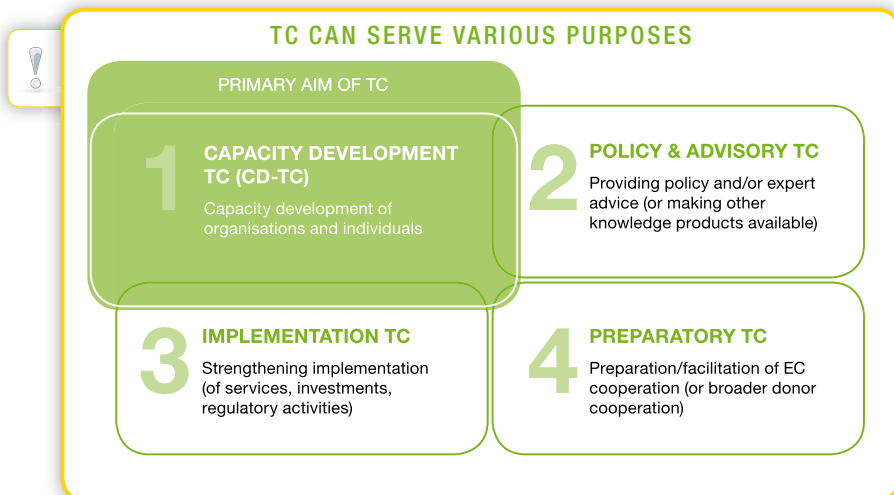 TC CAN SERVE VARIOUS PURPOSES
PRIMARY AIM OF TC
1
CAPACITY DEVELOPMENT
TC (CD-TC)
Capacity development of
organisations and individuals
2
POLICY & ADVISORY TC
Providing policy and/or expert
advice (or making other
knowledge products available)
3
IMPLEMENTATION TC
Strengthening implementation
(of services, investments,
regulatory activities)
4
PREPARATORY TC
Preparation/facilitation of EC
cooperation (or broader donor
cooperation)